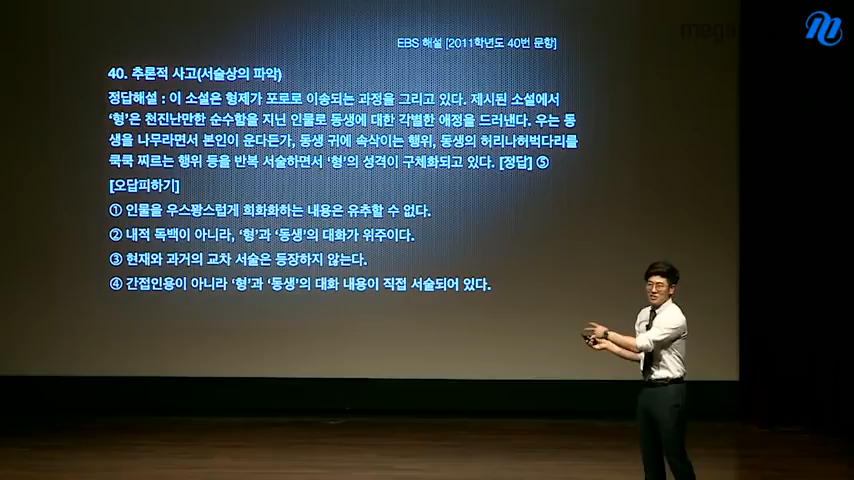 mega
EBS 해설 [2011학년도 40번 문항]
40. 추론적 사고(서술상의 파악)
정답해설 : 이 소설은 형제가 포로로 이송되는 과정을 그리고 있다. 제시된 소설에서
‘형’은 천진난만한 순수함을 지닌 인물로 동생에 대한 각별한 애정을 드러낸다. 우는 동
생을 나무라면서 본인이 운다든가, 동생 귀에 속삭이는 행위, 동생의 허리나허벅다리를
쿡쿡 찌르는 행위 등을 반복 서술하면서 ‘형’의 성격이 구체화되고 있다. [정답] ⑤
[오답피하기]
① 인물을 우스꽝스럽게 희화화하는 내용은 유추할 수 없다.
② 내적 독백이 아니라, ‘형’과 ‘동생’의 대화가 위주이다.
③ 현재와 과거의 교차 서술은 등장하지 않는다.
④ 간접인용이 아니라 ‘형’과 ‘동생’의 대화 내용이 직접 서술되어 있다.